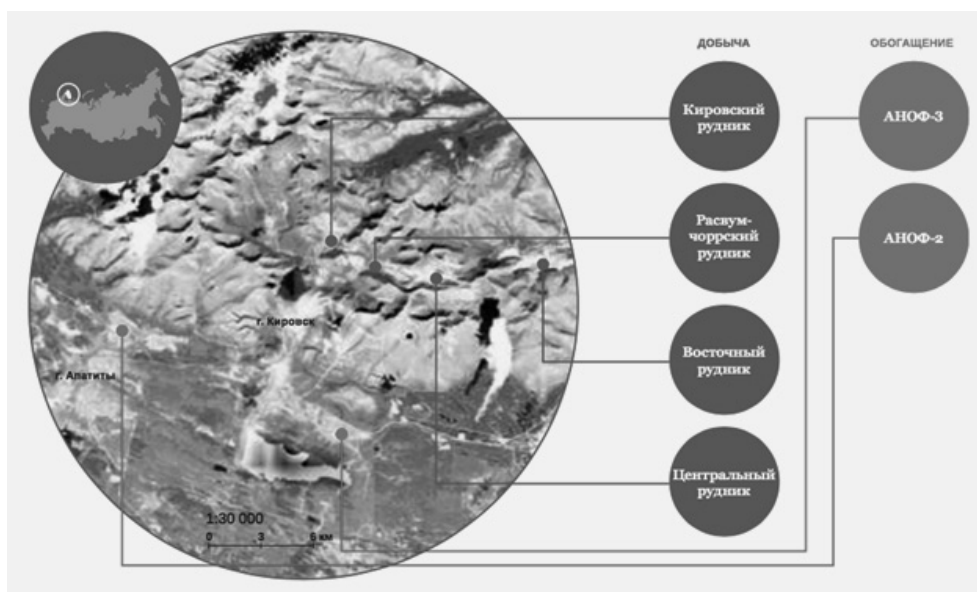 ДОБЫЧА
ОБОГАЩЕНИЕ
Кировский
рудник
АНОФ-3
Расвум-
чоррский
рудник
АНОФ-2
г. Кировск
Восточный
рудник
г. Апатиты
Центральный
рудник
1:30 000
0 3 6 км